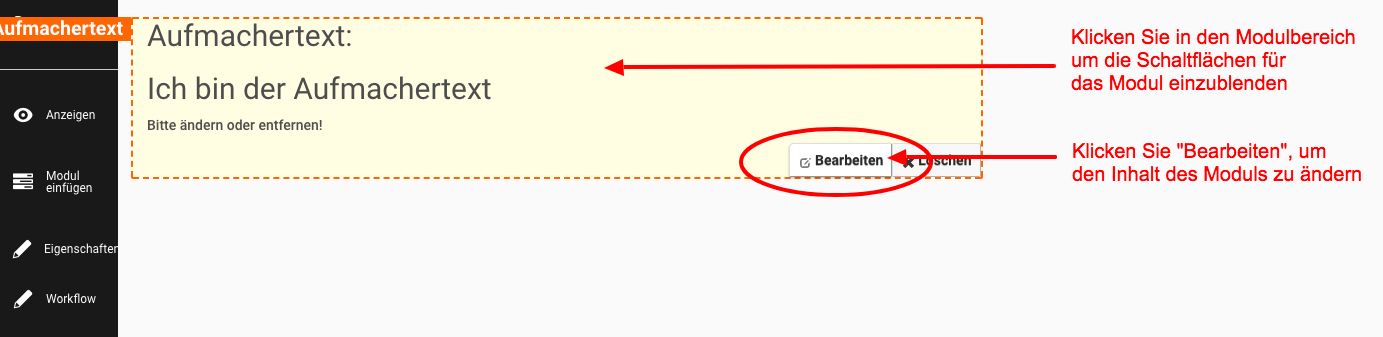 Aufmachertext
Anzeigen
Modul
einfügen
Eigenschaften
Workflow
Aufmachertext:
Ich bin der Aufmachertext
Bitte ändern oder entfernen!
Bearbeiten
Löschen
Klicken Sie in den Modulbereich
um die Schaltflächen für
das Modul einzublenden
Klicken Sie "Bearbeiten", um
den Inhalt des Moduls zu ändern